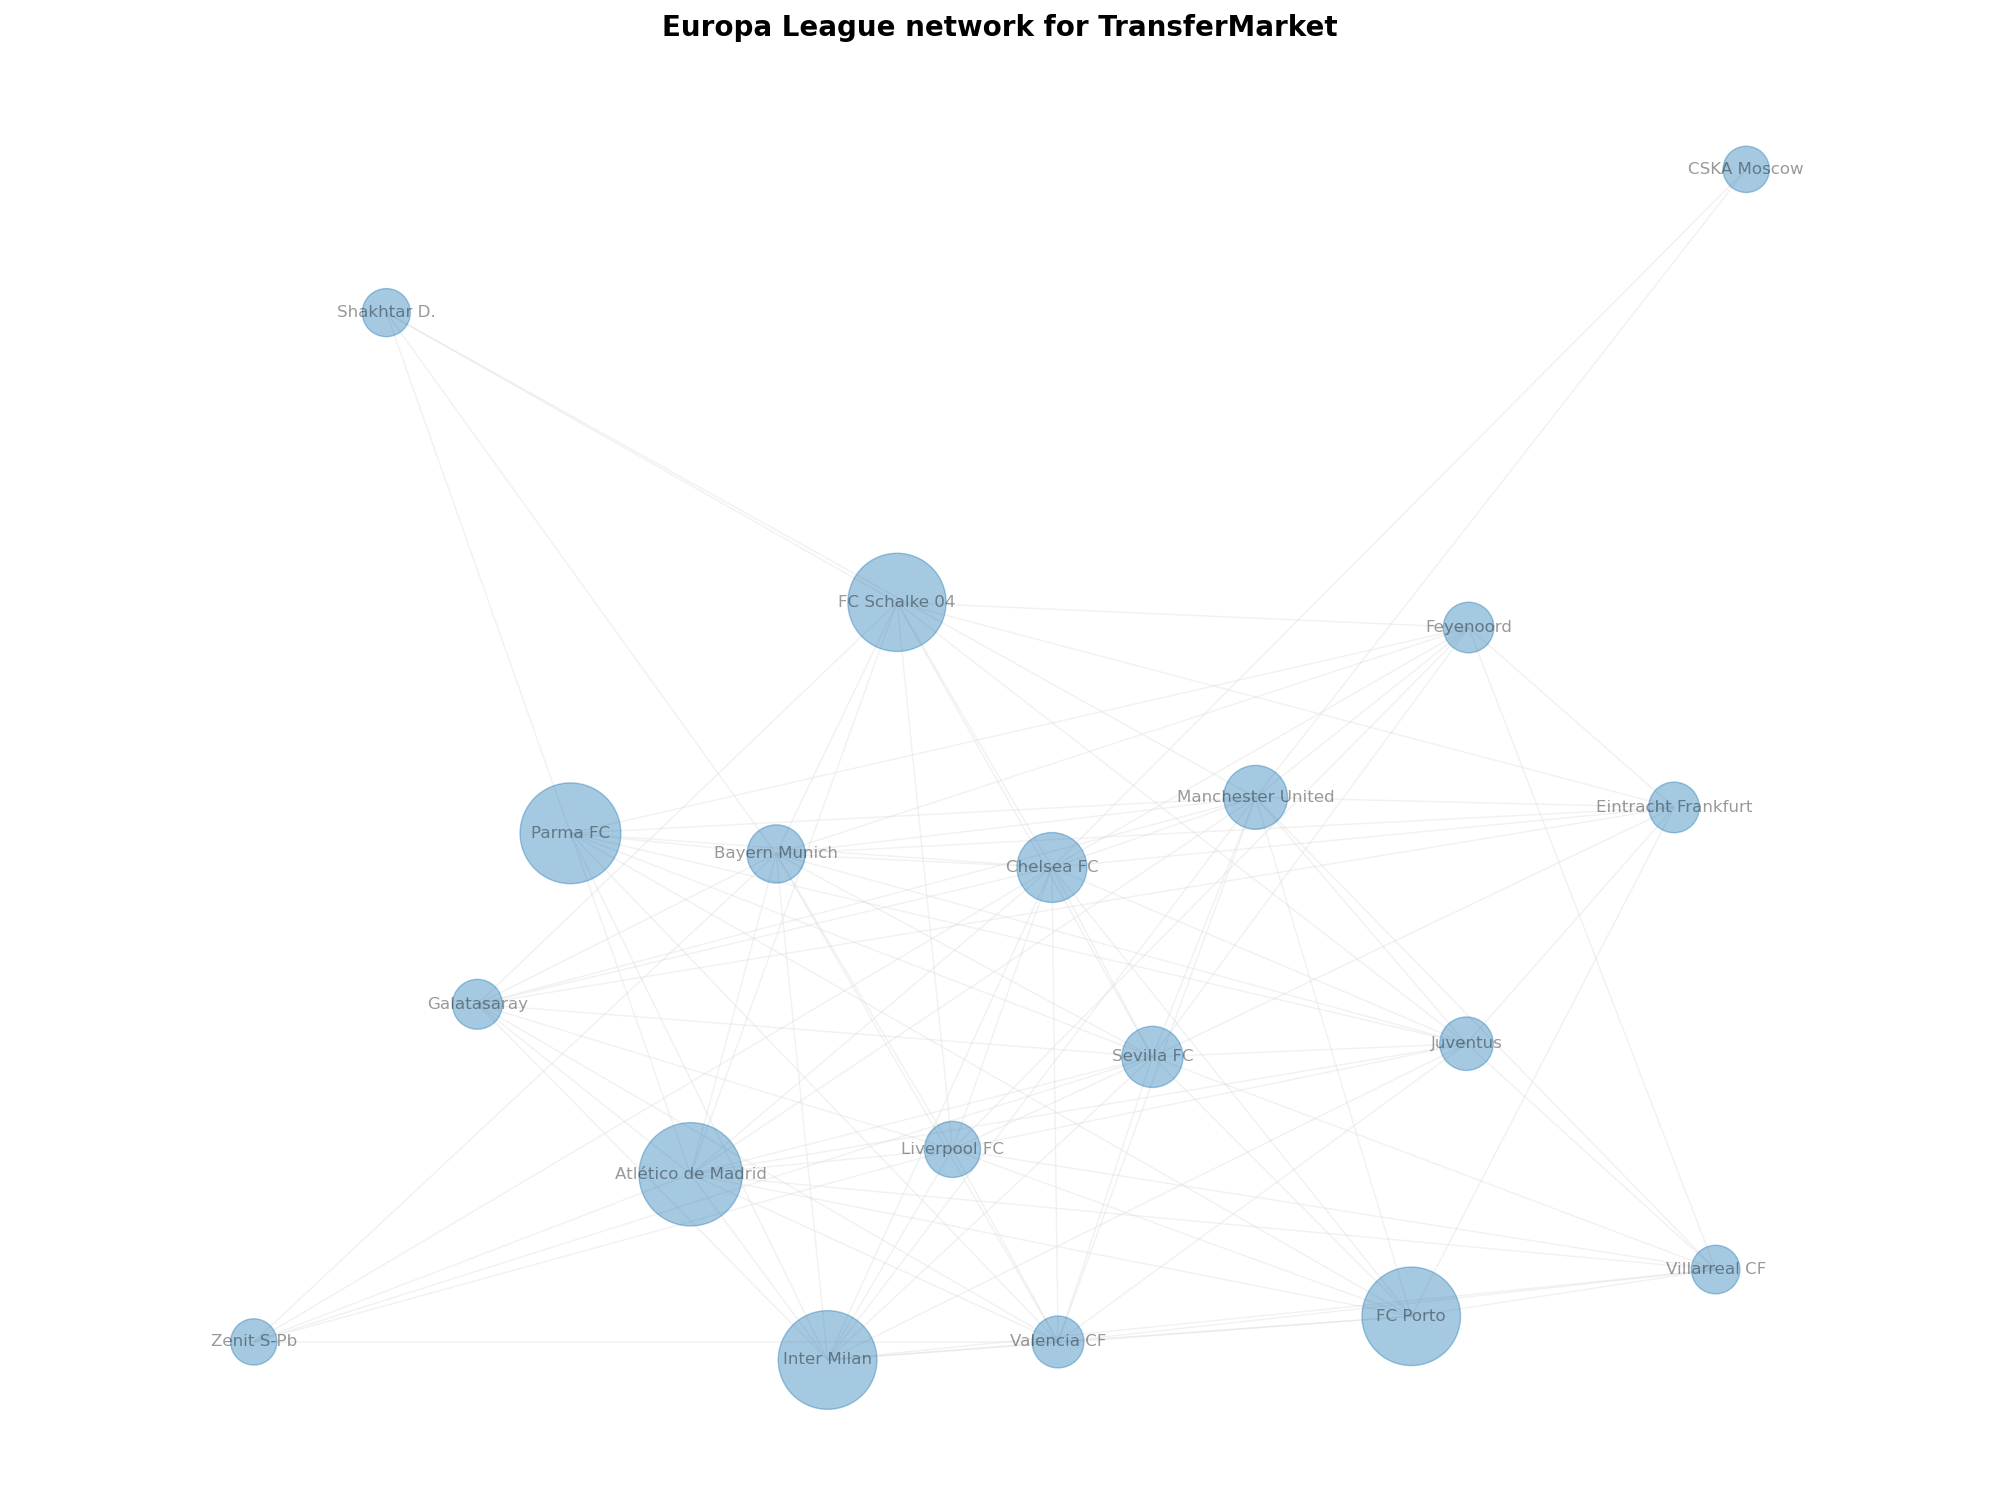 Europa League network for TransferMarket
CSKA Moscow
Shakhtar D.
FC Schalke 04
Feyenoord
Manchester United
Eintracht Frankfurt
Parma FC
Bayern Munich
Chelsea FC
Galatasaray
Juventus
Sevilla FC
Liverpool FC
Atlético de Madrid
Villarreal CF
FC Porto
Zenit S-Pb
Valencia CF
Inter Milan